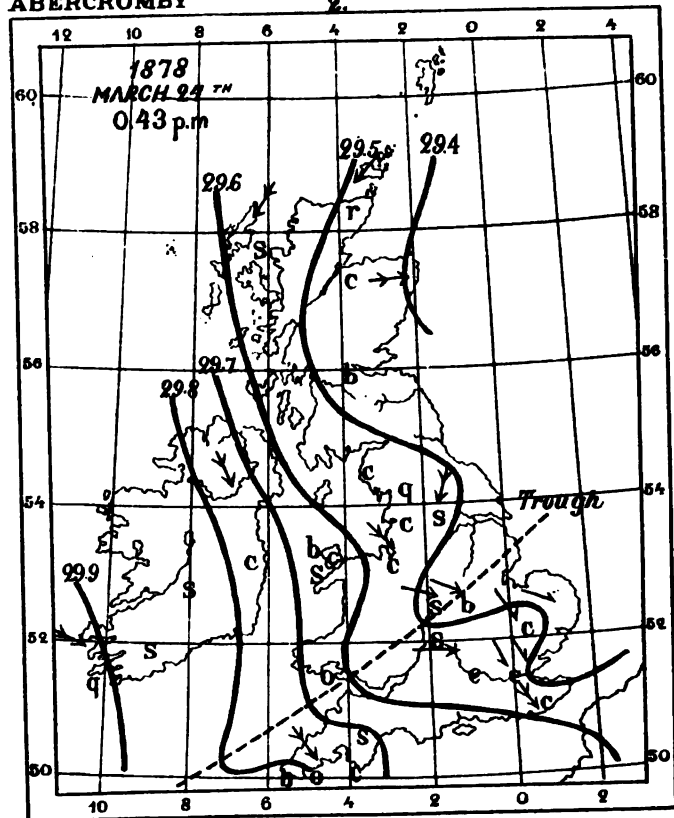 ABERCROMBY 2.
12 10 8 6 4 2 0 2 4
1878
MARCH 24TH
0.43 p.m
60 60
29.5 29.4
29.6
r
58 58
S
c
56 56
29.7 b
29.8
c
q
54 54
S Trough
c
o b
c c
29.9 S
S S b
c
52 52
S S
q o e
c
S
50 50
b o c
10 8 6 4 2 0 2